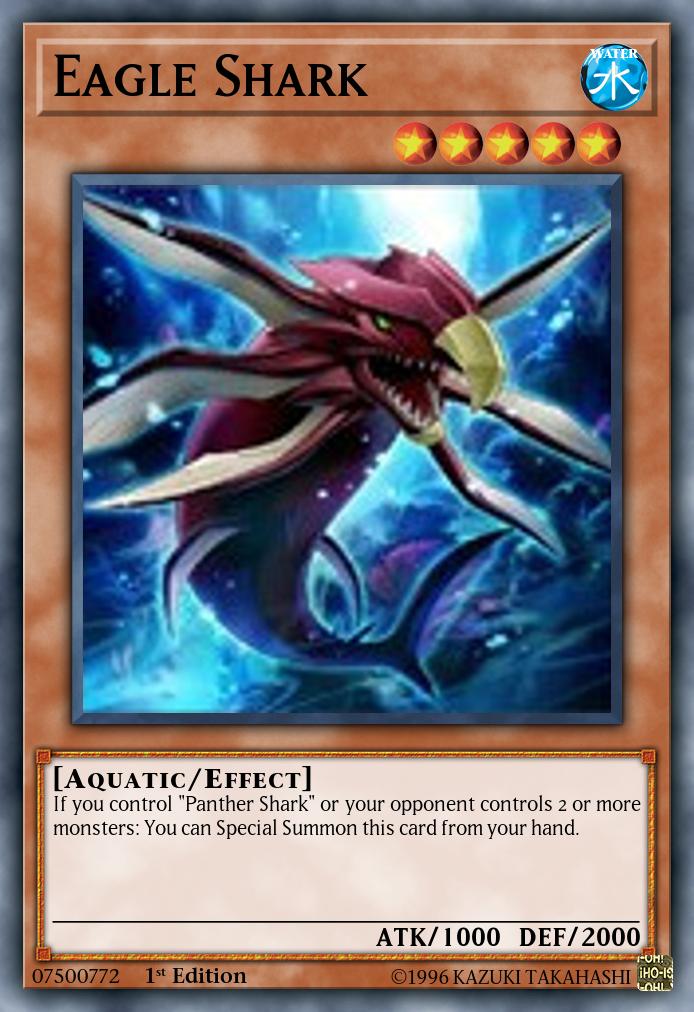 Eagle Shark
WATER
水
[Aquatic/Effect]
If you control "Panther Shark" or your opponent controls 2 or more
monsters: You can Special Summon this card from your hand.
ATK/1000 DEF/2000
07500772 1st Edition ©1996 KAZUKI TAKAHASHI